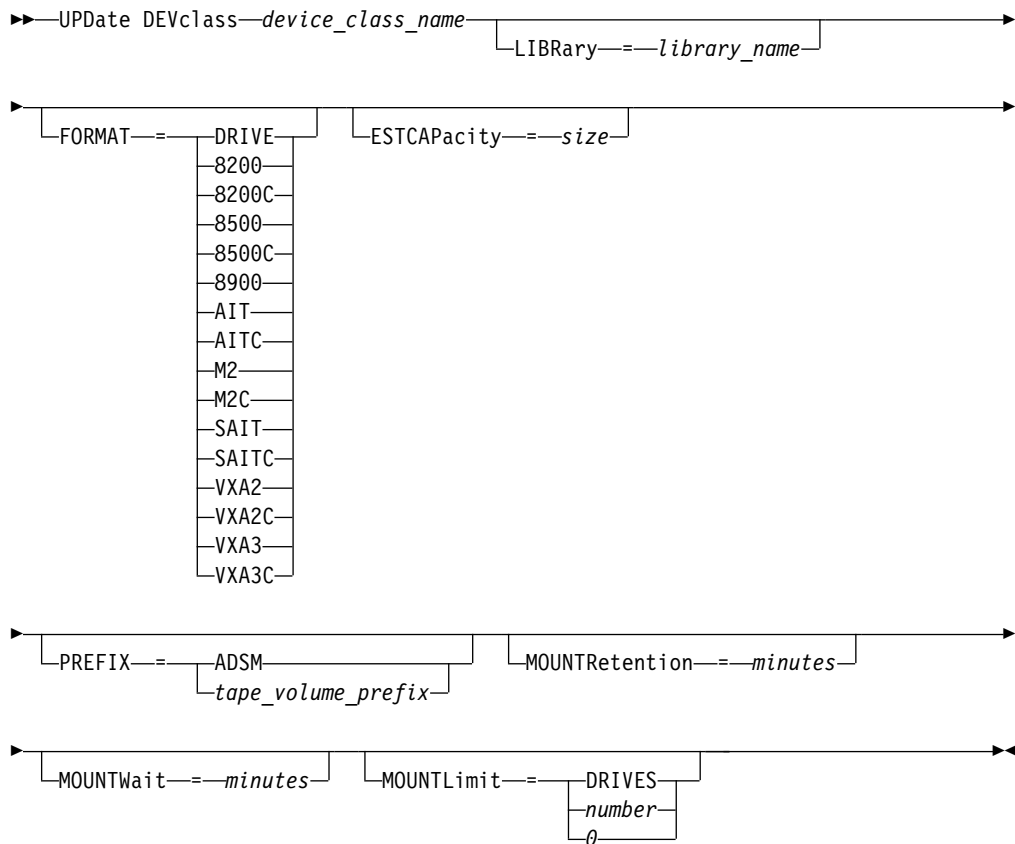 UPDate DEVclass device_class_name
LIBRary = library_name
FORMAT = DRIVE ESTCAPacity = size
8200
8200C
8500
8500C
8900
AIT
AITC
M2
M2C
SAIT
SAITC
VXA2
VXA2C
VXA3
VXA3C
PREFIX = ADSM MOUNTRetention = minutes
tape_volume_prefix
MOUNTWait = minutes MOUNTLimit = DRIVES
number
0